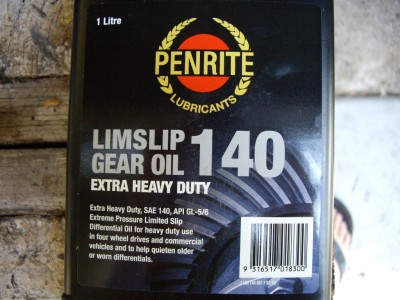 1 Litre
PENRITE
LUBRICANTS
LIMSLIP
GEAR OIL 140
EXTRA HEAVY DUTY
Extra Heavy Duty, SAE 140, API GL-5/6
Extreme Pressure Limited Slip
Differential Oil for heavy duty use
in four wheel drives and commercial
vehicles and to help quieten older
or worn differentials.
9 316517 018300